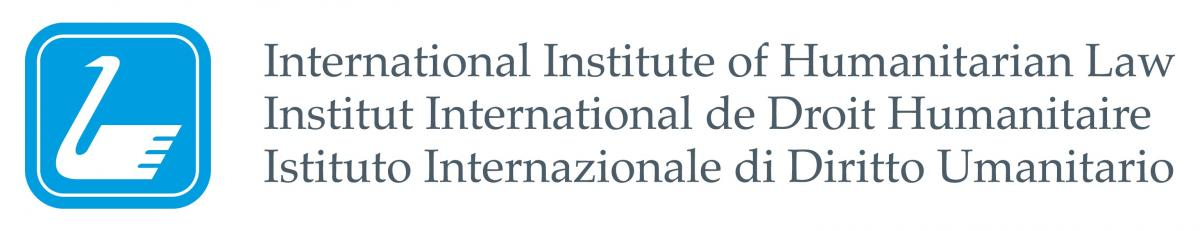 International Institute of Humanitarian Law
Institut International de Droit Humanitaire
Istituto Internazionale di Diritto Umanitario